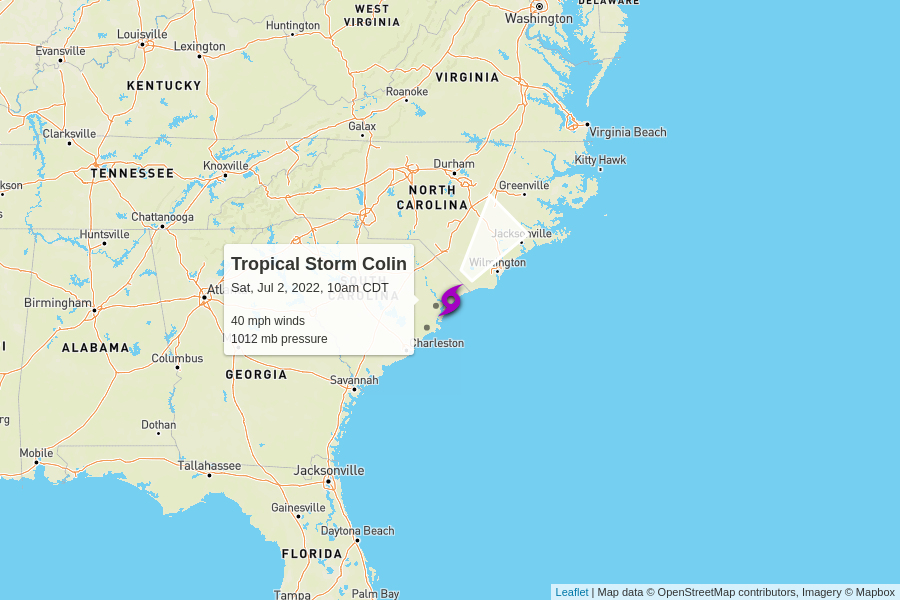 DELAWARE
WEST
VIRGINIA
Washington
Huntington
Louisville
Lexington
Evansville
VIRGINIA
KENTUCKY
Roanoke
Galax
Clarksville
Virginia Beach
Kitty Hawk
Durham
Knoxville
TENNESSEE
Greenville
NORTH
CAROLINA
Chattanooga
Huntsville
Jacksonville
Wilmington
Tropical Storm Colin
Sat, Jul 2, 2022, 10am CDT
40 mph winds
1012 mb pressure
SOUTH
CAROLINA
Birmingham
ALABAMA
Columbus
Charleston
GEORGIA
Savannah
Dothan
Mobile
Tallahassee
Jacksonville
Gainesville
Daytona Beach
FLORIDA
Tampa
Palm Bay
Leaflet | Map data © OpenStreetMap contributors, Imagery © Mapbox